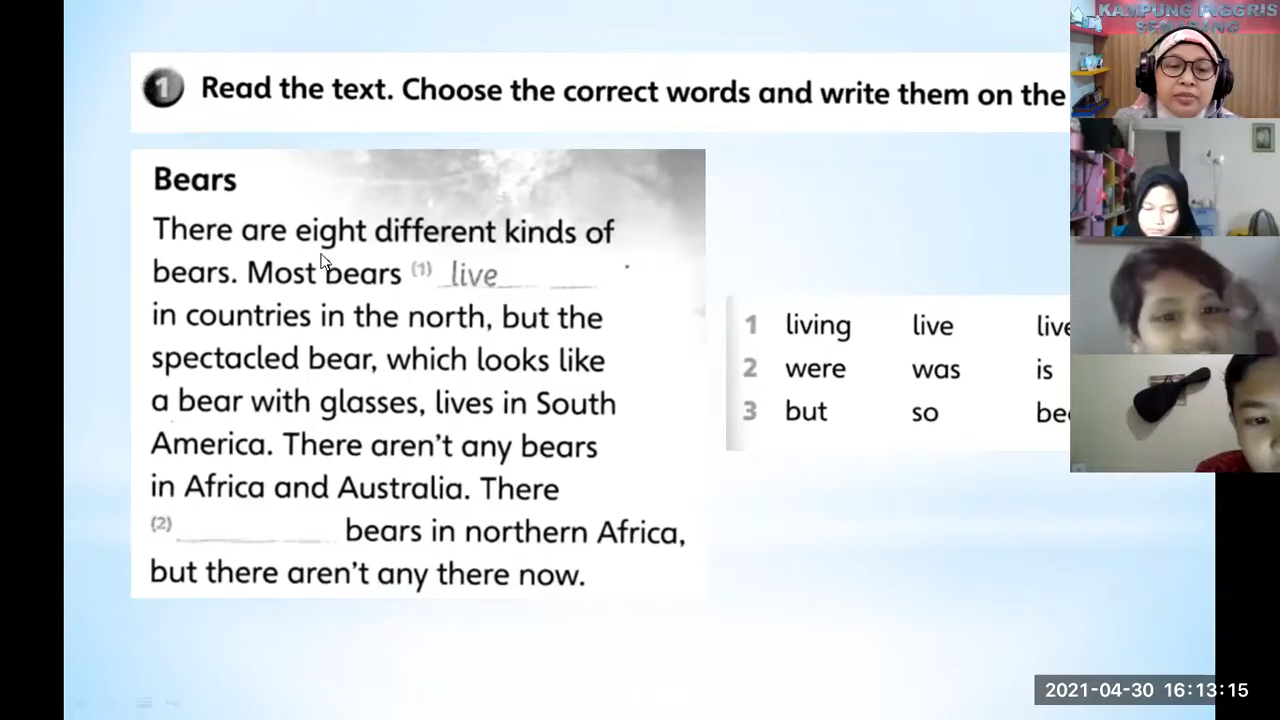 KAMPUNG INGGRIS
SEMARANG
1 Read the text. Choose the correct words and write them on the
Bears
There are eight different kinds of
bears. Most bears (1) live
in countries in the north, but the
spectacled bear, which looks like
a bear with glasses, lives in South
America. There aren't any bears
in Africa and Australia. There
(2) ____________ bears in northern Africa,
but there aren't any there now.
1 living live live
2 were was is
3 but so be
2021-04-30 16:13:15